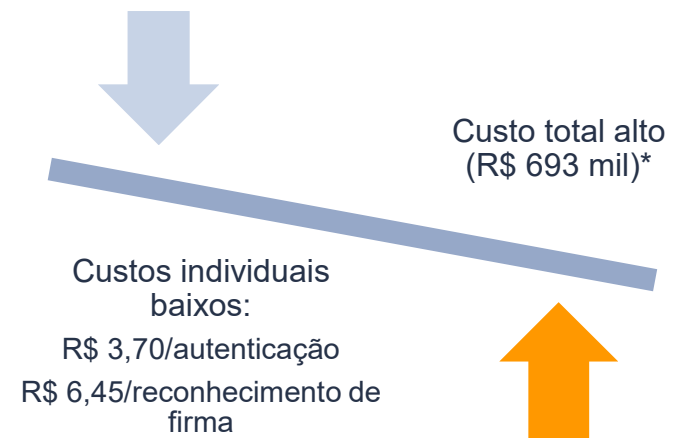 Custo total alto
(R$ 693 mil)*
Custos individuais
baixos:
R$ 3,70/autenticação
R$ 6,45/reconhecimento de
firma